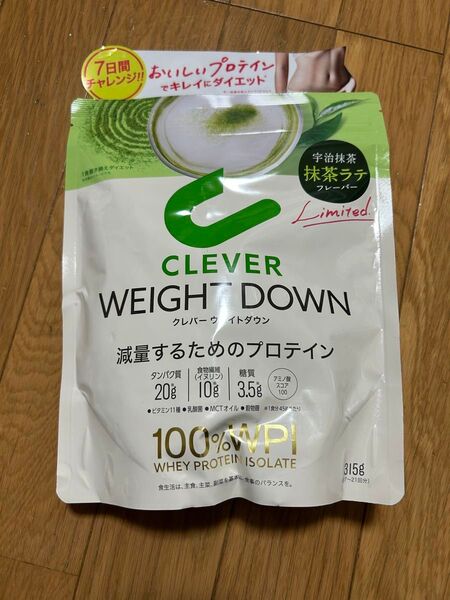 7日間
チャレンジ!!
おいしいプロテイン
でキレイにダイエット
宇治抹茶
抹茶ラテ
フレーバー
Limited.
CLEVER
WEIGHT DOWN
クレバー ウェイトダウン
減量するためのプロテイン
タンパク質
20g
食物繊維
(イヌリン)
10g
糖質
3.5g
アミノ酸
スコア
100
•ビタミン11種 •乳酸菌 •MCTオイル •穀物麹
100% WPI
WHEY PROTEIN ISOLATE
315g
食生活は、主食、主菜、副菜を基本に、食事のバランスを。